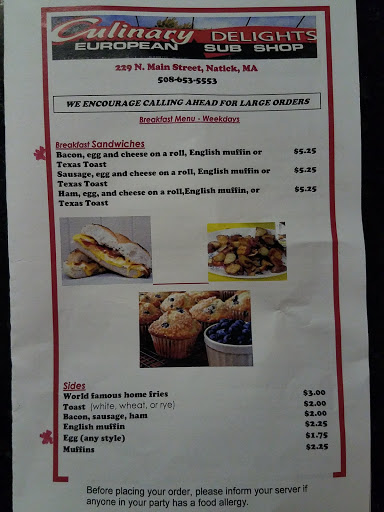 Culinary DELIGHTS
EUROPEAN SUB SHOP
229 N. Main Street, Natick, MA
508-653-5553
WE ENCOURAGE CALLING AHEAD FOR LARGE ORDERS
Breakfast Menu - Weekdays
Breakfast Sandwiches
Bacon, egg and cheese on a roll, English muffin or $5.25
Texas Toast
Sausage, egg and cheese on a roll, English muffin or $5.25
Texas Toast
Ham, egg, and cheese on a roll,English muffin, or $5.25
Texas Toast
Sides
World famous home fries $3.00
Toast (white, wheat, or rye) $2.00
Bacon, sausage, ham $2.00
English muffin $2.25
Egg (any style) $1.75
Muffins $2.25
Before placing your order, please inform your server if
anyone in your party has a food allergy.